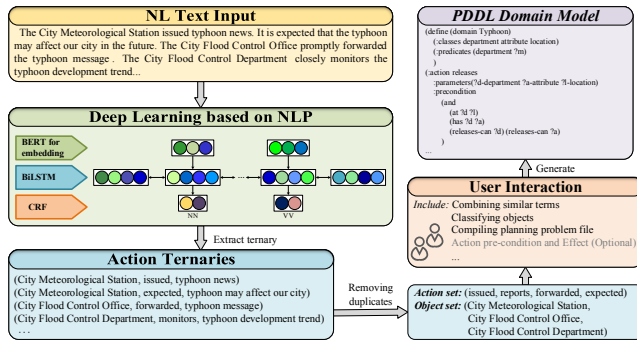 NL Text Input
The City Meteorological Station issued typhoon news. It is expected that the typhoon
may affect our city in the future. The City Flood Control Office promptly forwarded
the typhoon message . The City Flood Control Department closely monitors the
typhoon development trend...
Deep Learning based on NLP
BERT for
embedding
BiLSTM
CRF
...
NN
VV
Extract ternary
Action Ternaries
(City Meteorological Station, issued, typhoon news)
(City Meteorological Station, expected, typhoon may affect our city)
(City Flood Control Office, forwarded, typhoon message)
(City Flood Control Department, monitors, typhoon development trend)
...
Removing
duplicates
Action set: (issued, reports, forwarded, expected)
Object set: (City Meteorological Station,
City Flood Control Office,
City Flood Control Department)
User Interaction
Include: Combining similar terms
Classifying objects
Compiling planning problem file
Action pre-condition and Effect (Optional)
...
Generate
PDDL Domain Model
(define (domain Typhoon)
(:classes department attribute location)
(:predicates (department ?m)
)
(:action releases
:parameters(?d-department ?a-attribute ?l-location)
:precondition
(and
(at ?d ?l)
(has ?d ?a)
(releases-can ?d) (releases-can ?a)
)
...